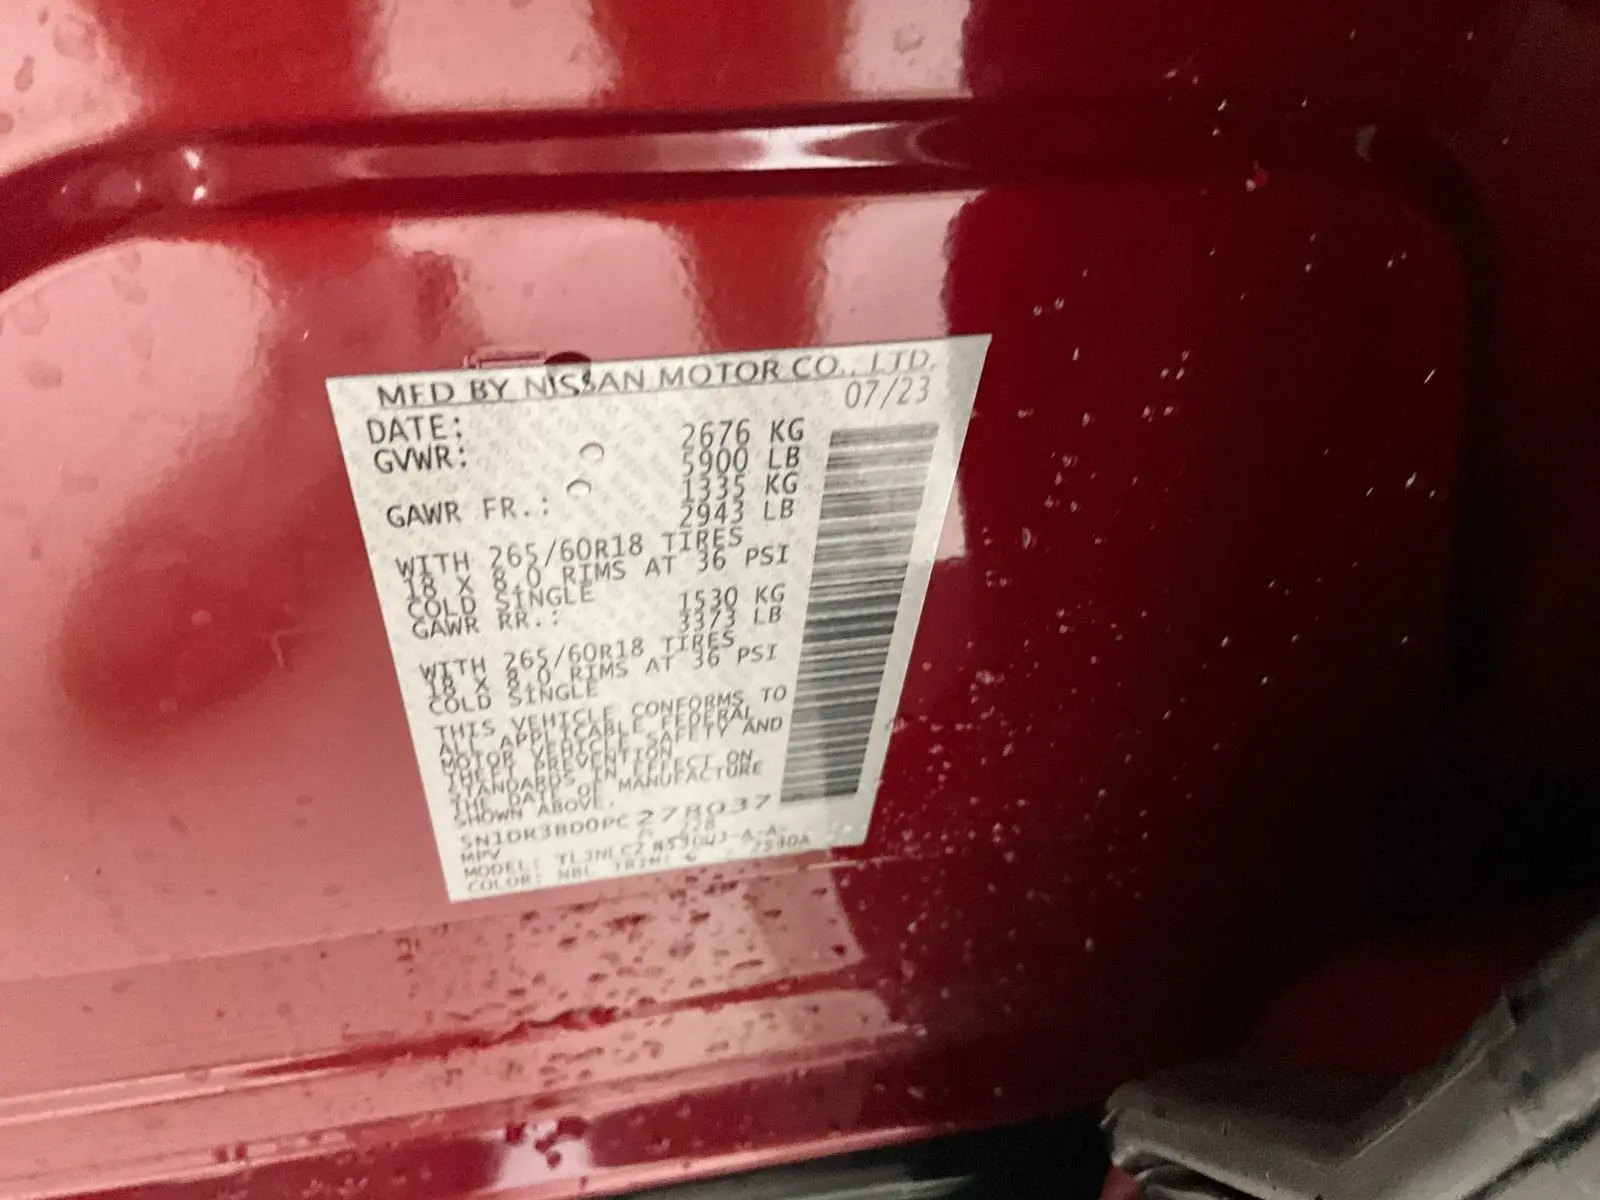 MFD BY NISSAN MOTOR CO., LTD.
DATE: 07/23
GVWR: 2676 KG
5900 LB
GAWR FR.: 1335 KG
2943 LB
WITH 265/60R18 TIRES
18 X 8.0 RIMS AT 36 PSI
COLD SINGLE
GAWR RR.: 1530 KG
3373 LB
WITH 265/60R18 TIRES
18 X 8.0 RIMS AT 36 PSI
COLD SINGLE
THIS VEHICLE CONFORMS TO
ALL APPLICABLE FEDERAL
MOTOR VEHICLE SAFETY AND
THEFT PREVENTION
STANDARDS IN EFFECT ON
THE DATE OF MANUFACTURE
SHOWN ABOVE.
MPV
MODEL:
COLOR: NBL TRIM: